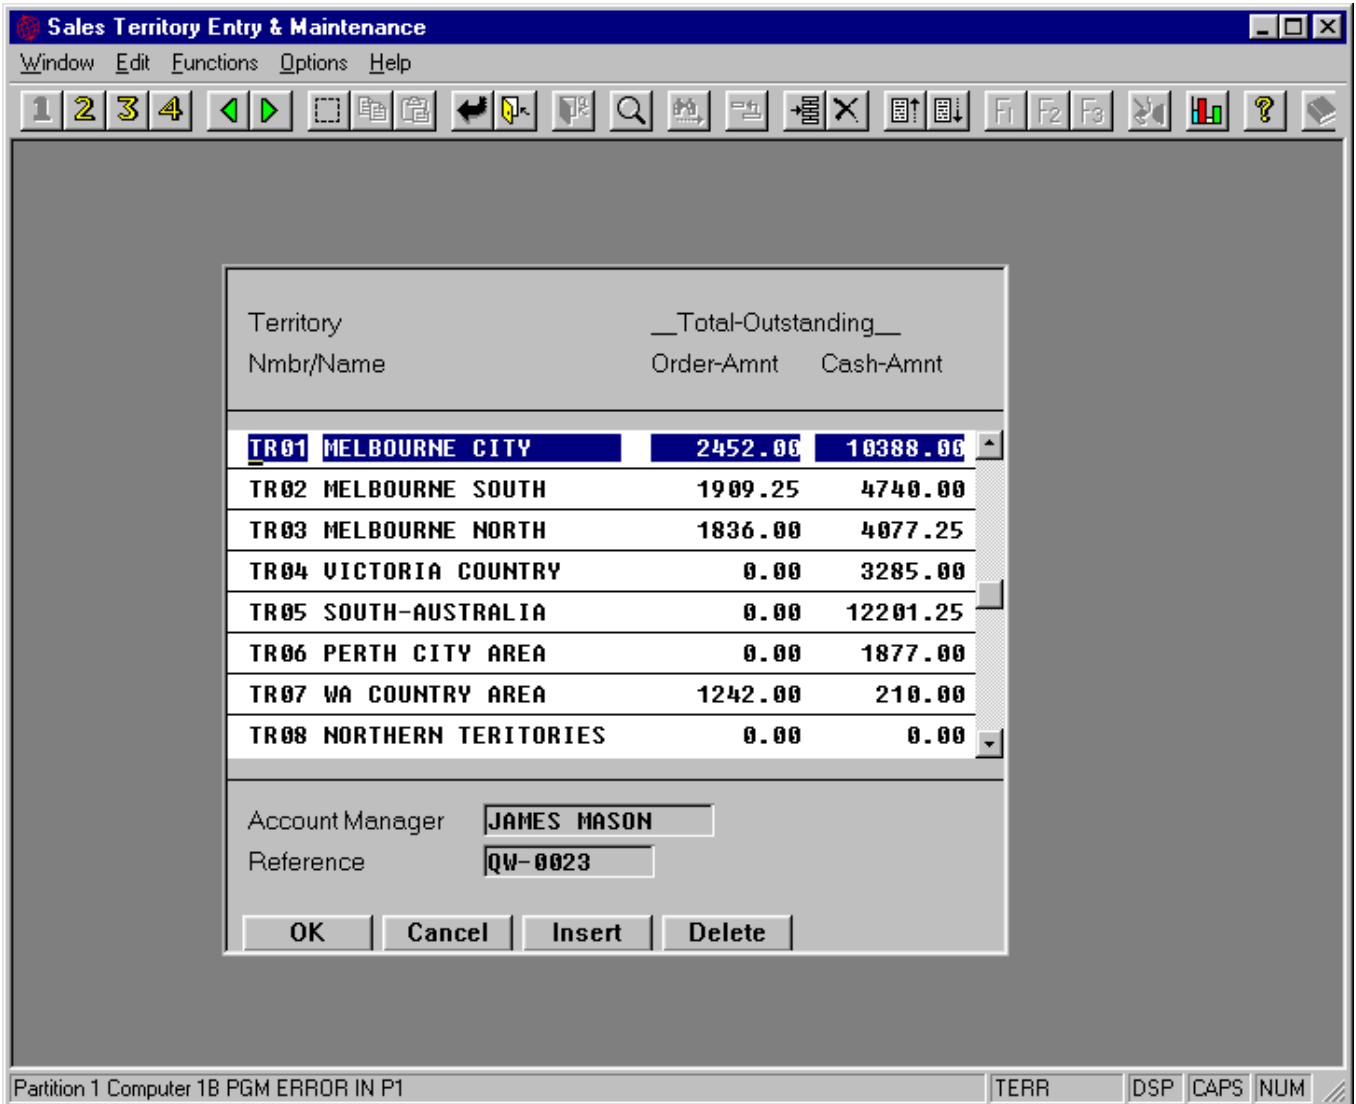 Sales Territory Entry & Maintenance
Window Edit Functions Options Help
1 2 3 4 F1 F2 F3 ?
Territory __Total-Outstanding__
Nmbr/Name Order-Amnt Cash-Amnt
TR01 MELBOURNE CITY 2452.00 10388.00
TR02 MELBOURNE SOUTH 1909.25 4740.00
TR03 MELBOURNE NORTH 1836.00 4077.25
TR04 VICTORIA COUNTRY 0.00 3285.00
TR05 SOUTH-AUSTRALIA 0.00 12201.25
TR06 PERTH CITY AREA 0.00 1877.00
TR07 WA COUNTRY AREA 1242.00 210.00
TR08 NORTHERN TERITORIES 0.00 0.00
Account Manager JAMES MASON
Reference QW-0023
OK Cancel Insert Delete
Partition 1 Computer 1B PGM ERROR IN P1 TERR DSP CAPS NUM